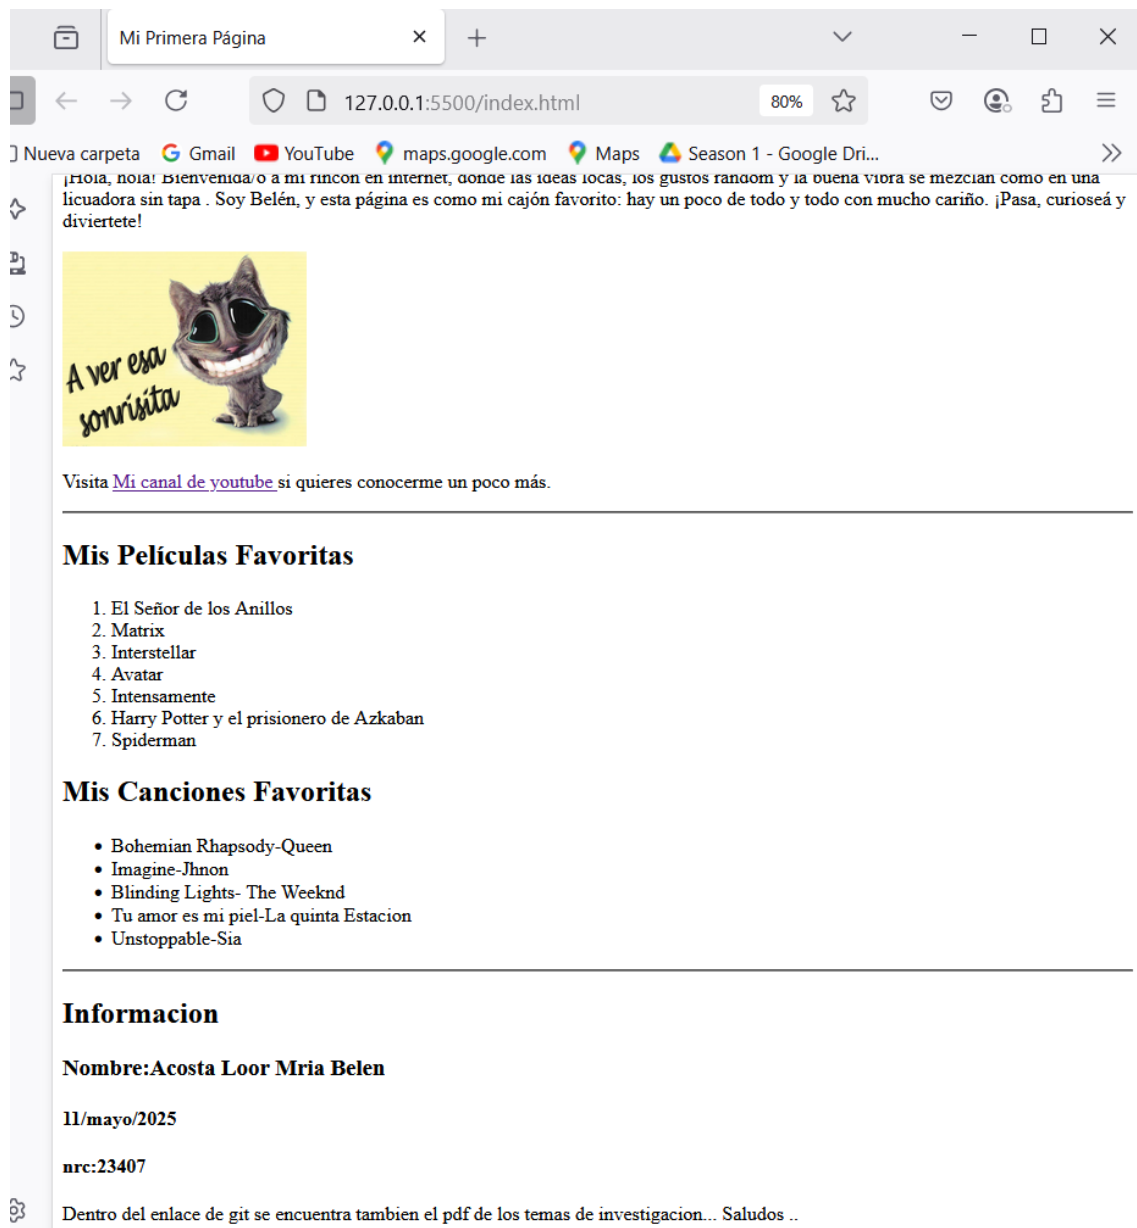 Mi Primera Página
127.0.0.1:5500/index.html
80%
Nueva carpeta Gmail YouTube maps.google.com Maps Season 1 - Google Dri...
¡Hola, hola! Bienvenida/o a mi rincón en internet, donde las ideas locas, los gustos random y la buena vibra se mezclan como en una
licuadora sin tapa . Soy Belén, y esta página es como mi cajón favorito: hay un poco de todo y todo con mucho cariño. ¡Pasa, curioseá y
diviertete!
A ver esa
sonrisita
Visita Mi canal de youtube si quieres conocerme un poco más.
Mis Películas Favoritas
1. El Señor de los Anillos
2. Matrix
3. Interstellar
4. Avatar
5. Intensamente
6. Harry Potter y el prisionero de Azkaban
7. Spiderman
Mis Canciones Favoritas
• Bohemian Rhapsody-Queen
• Imagine-Jhnon
• Blinding Lights- The Weeknd
• Tu amor es mi piel-La quinta Estacion
• Unstoppable-Sia
Informacion
Nombre:Acosta Loor Mria Belen
11/mayo/2025
nrc:23407
Dentro del enlace de git se encuentra tambien el pdf de los temas de investigacion... Saludos ..